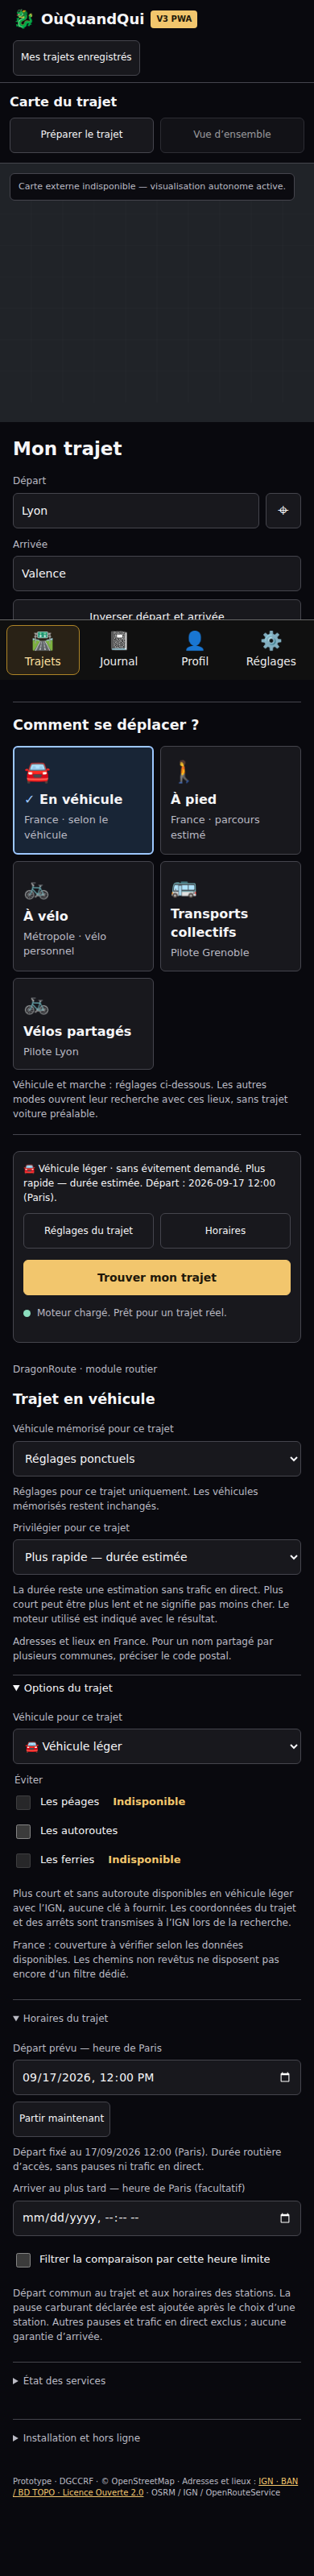 OùQuandQui V3 PWA
Mes trajets enregistrés
Carte du trajet
Préparer le trajet
Vue d’ensemble
Carte externe indisponible — visualisation autonome active.
Mon trajet
Départ
Lyon
Arrivée
Valence
Inverser départ et arrivée
Trajets
Journal
Profil
Réglages
Comment se déplacer ?
✓ En véhicule
France · selon le
véhicule
À pied
France · parcours
estimé
À vélo
Métropole · vélo
personnel
Transports
collectifs
Pilote Grenoble
Vélos partagés
Pilote Lyon
Véhicule et marche : réglages ci-dessous. Les autres
modes ouvrent leur recherche avec ces lieux, sans trajet
voiture préalable.
Véhicule léger · sans évitement demandé. Plus
rapide — durée estimée. Départ : 2026-09-17 12:00
(Paris).
Réglages du trajet
Horaires
Trouver mon trajet
Moteur chargé. Prêt pour un trajet réel.
DragonRoute · module routier
Trajet en véhicule
Véhicule mémorisé pour ce trajet
Réglages ponctuels
Réglages pour ce trajet uniquement. Les véhicules
mémorisés restent inchangés.
Privilégier pour ce trajet
Plus rapide — durée estimée
La durée reste une estimation sans trafic en direct. Plus
court peut être plus lent et ne signifie pas moins cher. Le
moteur utilisé est indiqué avec le résultat.
Adresses et lieux en France. Pour un nom partagé par
plusieurs communes, préciser le code postal.
Options du trajet
Véhicule pour ce trajet
Véhicule léger
Éviter
Les péages Indisponible
Les autoroutes
Les ferries Indisponible
Plus court et sans autoroute disponibles en véhicule léger
avec l’IGN, aucune clé à fournir. Les coordonnées du trajet
et des arrêts sont transmises à l’IGN lors de la recherche.
France : couverture à vérifier selon les données
disponibles. Les chemins non revêtus ne disposent pas
encore d’un filtre dédié.
Horaires du trajet
Départ prévu — heure de Paris
09/17/2026, 12:00 PM
Partir maintenant
Départ fixé au 17/09/2026 12:00 (Paris). Durée routière
d’accès, sans pauses ni trafic en direct.
Arriver au plus tard — heure de Paris (facultatif)
mm/dd/yyyy, --:-- --
Filtrer la comparaison par cette heure limite
Départ commun au trajet et aux horaires des stations. La
pause carburant déclarée est ajoutée après le choix d’une
station. Autres pauses et trafic en direct exclus ; aucune
garantie d’arrivée.
État des services
Installation et hors ligne
Prototype · DGCCRF · © OpenStreetMap · Adresses et lieux : IGN · BAN
/ BD TOPO · Licence Ouverte 2.0 · OSRM / IGN / OpenRouteService